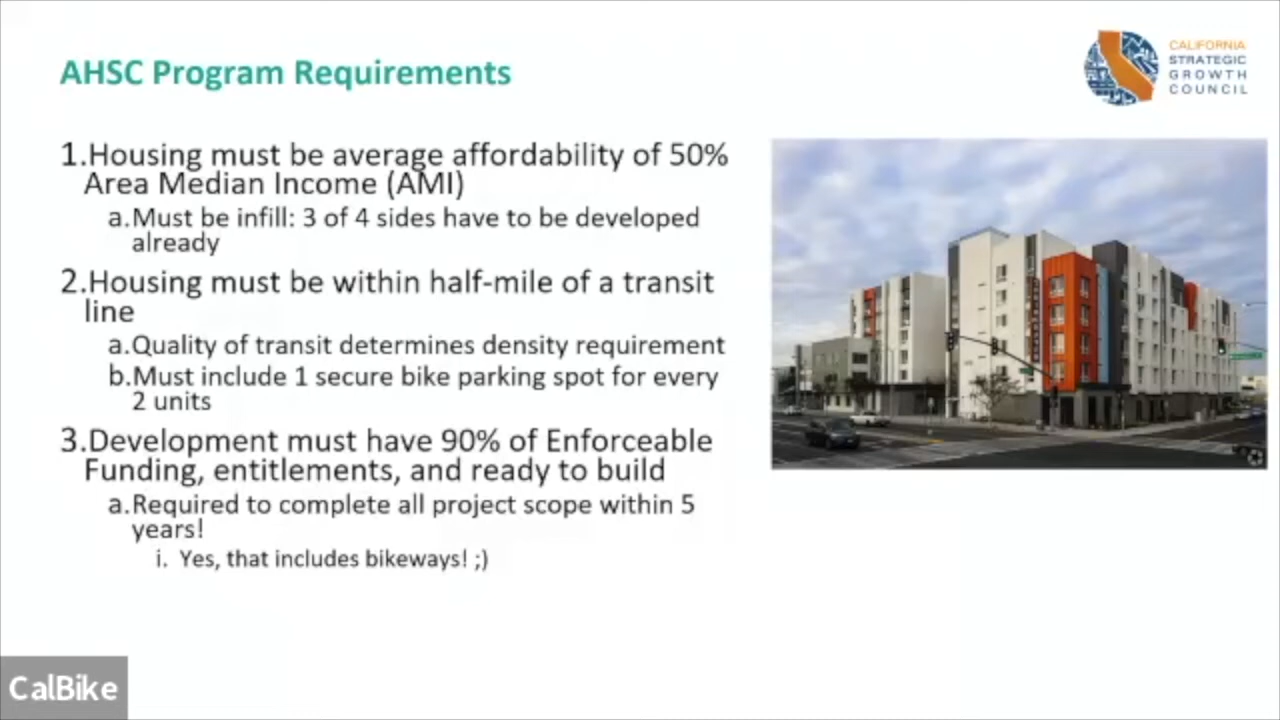 AHSC Program Requirements
CALIFORNIA
STRATEGIC
GROWTH
COUNCIL
1.Housing must be average affordability of 50%
Area Median Income (AMI)
a.Must be infill: 3 of 4 sides have to be developed
already
2.Housing must be within half-mile of a transit
line
a.Quality of transit determines density requirement
b.Must include 1 secure bike parking spot for every
2 units
3.Development must have 90% of Enforceable
Funding, entitlements, and ready to build
a.Required to complete all project scope within 5
years!
i. Yes, that includes bikeways! ;)
CalBike